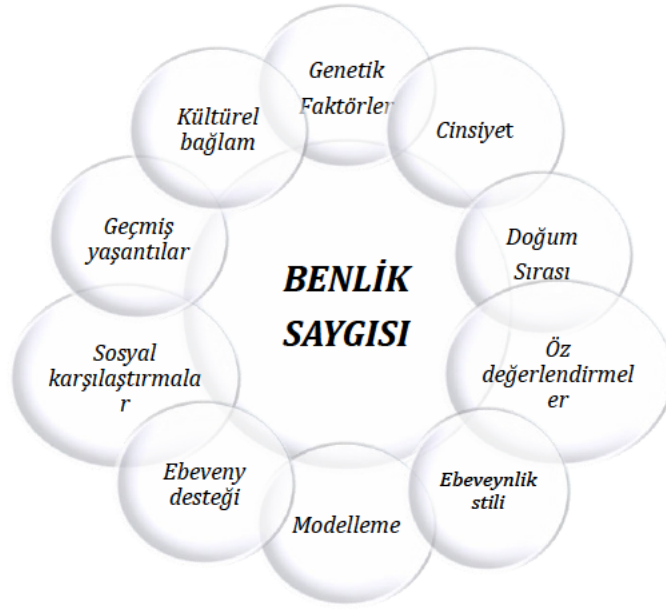 Genetik
Faktörler
Cinsiyet
Doğum
Sırası
Öz
değerlendirmel
er
Ebeveynlik
stili
Modelleme
Ebeveny
desteği
Sosyal
karşılaştırmala
r
Geçmiş
yaşantılar
Kültürel
bağlam
BENLİK
SAYGISI